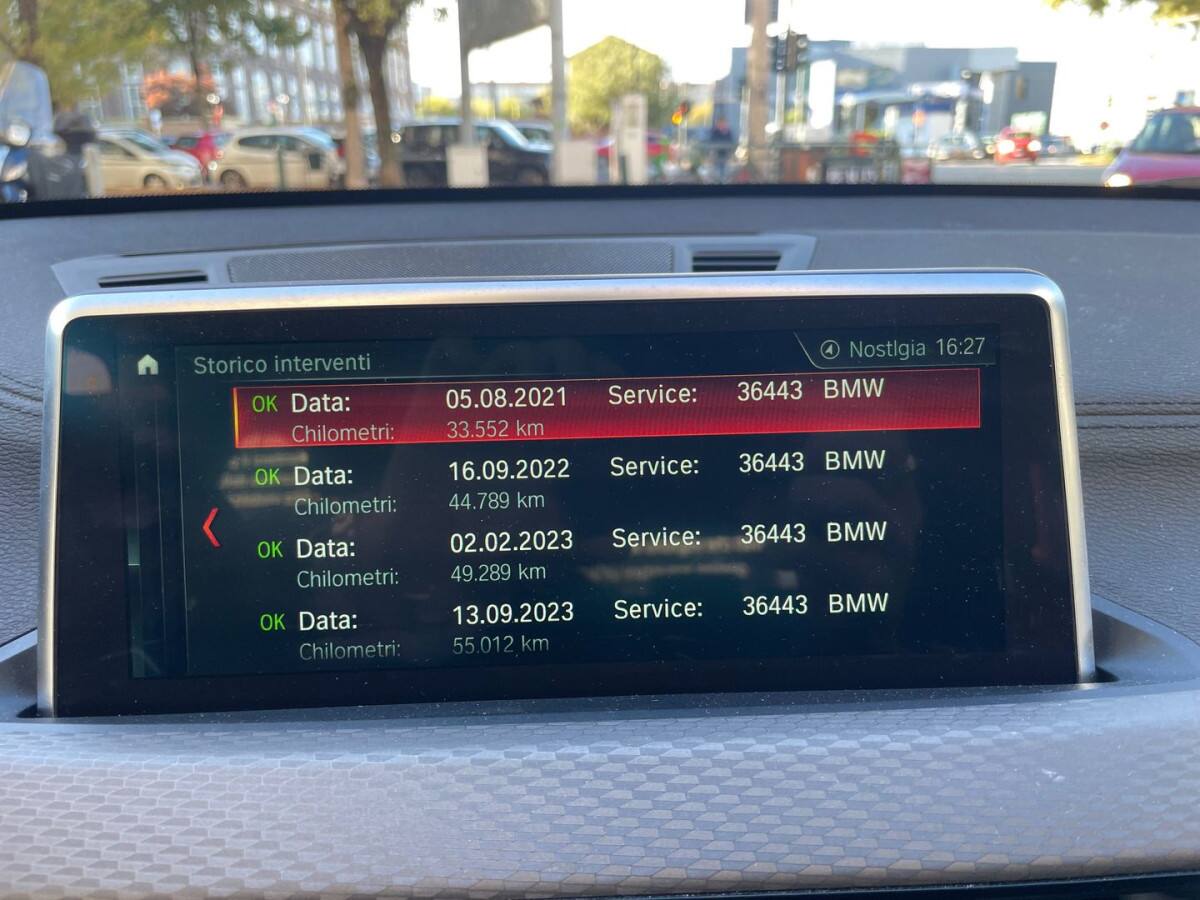 Storico interventi
Nostlgia 16:27
OK Data: 05.08.2021 Service: 36443 BMW
Chilometri: 33.552 km
OK Data: 16.09.2022 Service: 36443 BMW
Chilometri: 44.789 km
OK Data: 02.02.2023 Service: 36443 BMW
Chilometri: 49.289 km
OK Data: 13.09.2023 Service: 36443 BMW
Chilometri: 55.012 km